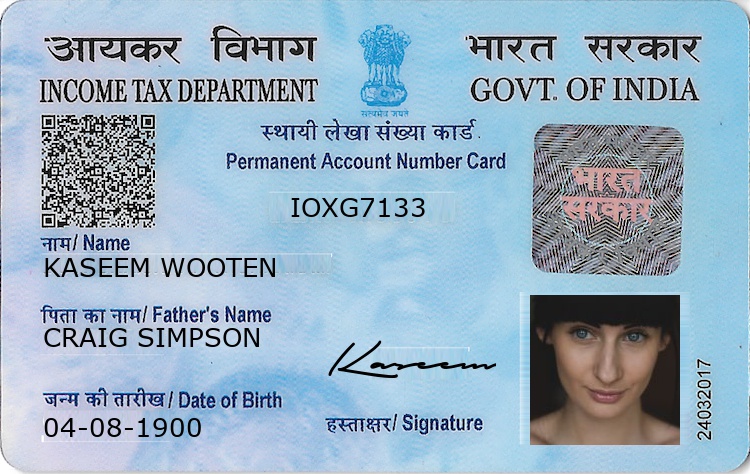 आयकर विभाग
INCOME TAX DEPARTMENT
सत्यमेव जयते
भारत सरकार
GOVT. OF INDIA
स्थायी लेखा संख्या कार्ड
Permanent Account Number Card
IOXG7133
भारत
सरकार
नाम/ Name
KASEEM WOOTEN
पिता का नाम/ Father's Name
CRAIG SIMPSON
Kaseem
जन्म की तारीख/ Date of Birth
04-08-1900
हस्ताक्षर/ Signature
24032017